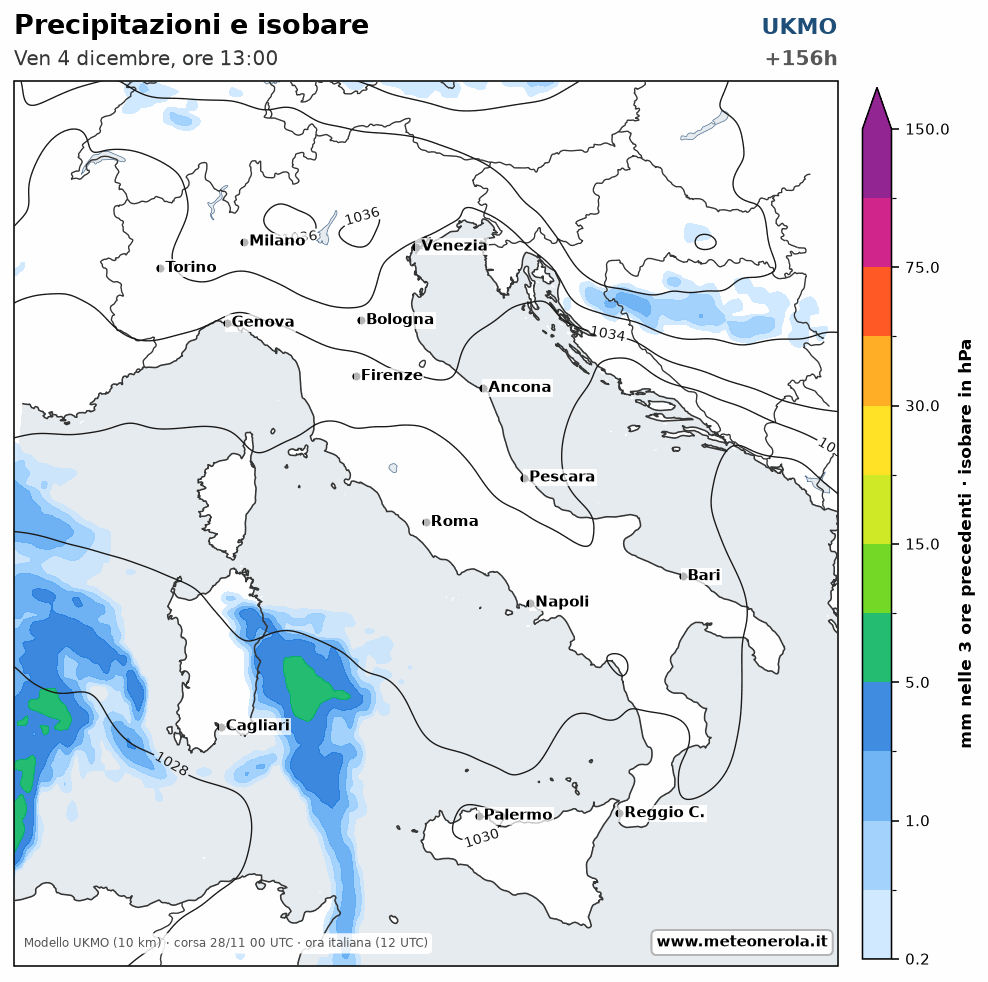 Precipitazioni e isobare
UKMO
Ven 4 dicembre, ore 13:00
+156h
150.0
75.0
30.0
15.0
5.0
1.0
0.2
mm nelle 3 ore precedenti · isobare in hPa
1036
1036
Milano
Venezia
Torino
Genova
Bologna
1034
Firenze
Ancona
10
Pescara
Roma
Bari
Napoli
Cagliari
1028
Palermo
Reggio C.
1030
Modello UKMO (10 km) · corsa 28/11 00 UTC · ora italiana (12 UTC)
www.meteonerola.it